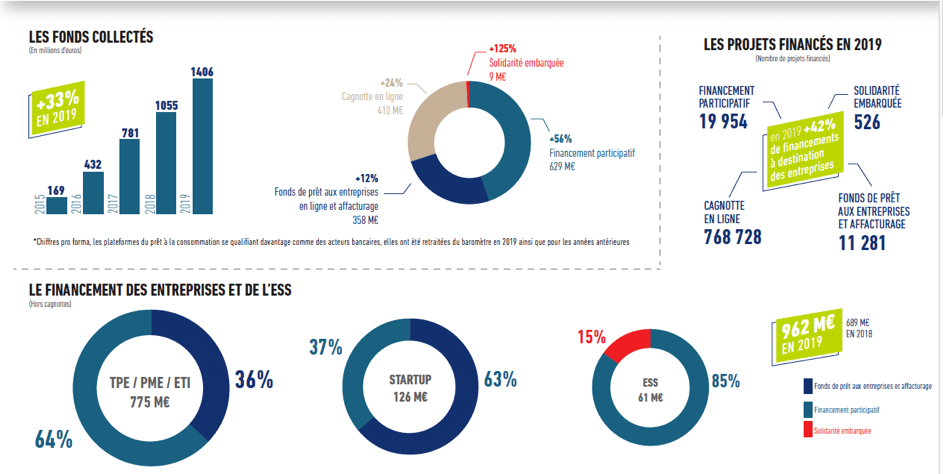 LES FONDS COLLECTÉS
(En millions d'euros)
+33%
EN 2019
169
432
781
1055
1406
2015
2016
2017
2018
2019
+125%
Solidarité embarquée
9 M€
+24%
Cagnotte en ligne
410 M€
+56%
Financement participatif
629 M€
+12%
Fonds de prêt aux entreprises
en ligne et affacturage
358 M€
*Chiffres pro forma, les plateformes du prêt à la consommation se qualifiant davantage comme des acteurs bancaires, elles ont été retraitées du baromètre en 2019 ainsi que pour les années antérieures
LES PROJETS FINANCÉS EN 2019
(Nombre de projets financés)
FINANCEMENT
PARTICIPATIF
19 954
SOLIDARITÉ
EMBARQUÉE
526
en 2019 +42%
de financements
à destination
des entreprises
CAGNOTTE
EN LIGNE
768 728
FONDS DE PRÊT
AUX ENTREPRISES
ET AFFACTURAGE
11 281
LE FINANCEMENT DES ENTREPRISES ET DE L'ESS
(Hors cagnottes)
TPE / PME / ETI
775 M€
36%
64%
37%
STARTUP
126 M€
63%
15%
ESS
61 M€
85%
962 M€
EN 2019
689 M€
EN 2018
Fonds de prêt aux entreprises et affacturage
Financement participatif
Solidarité embarquée